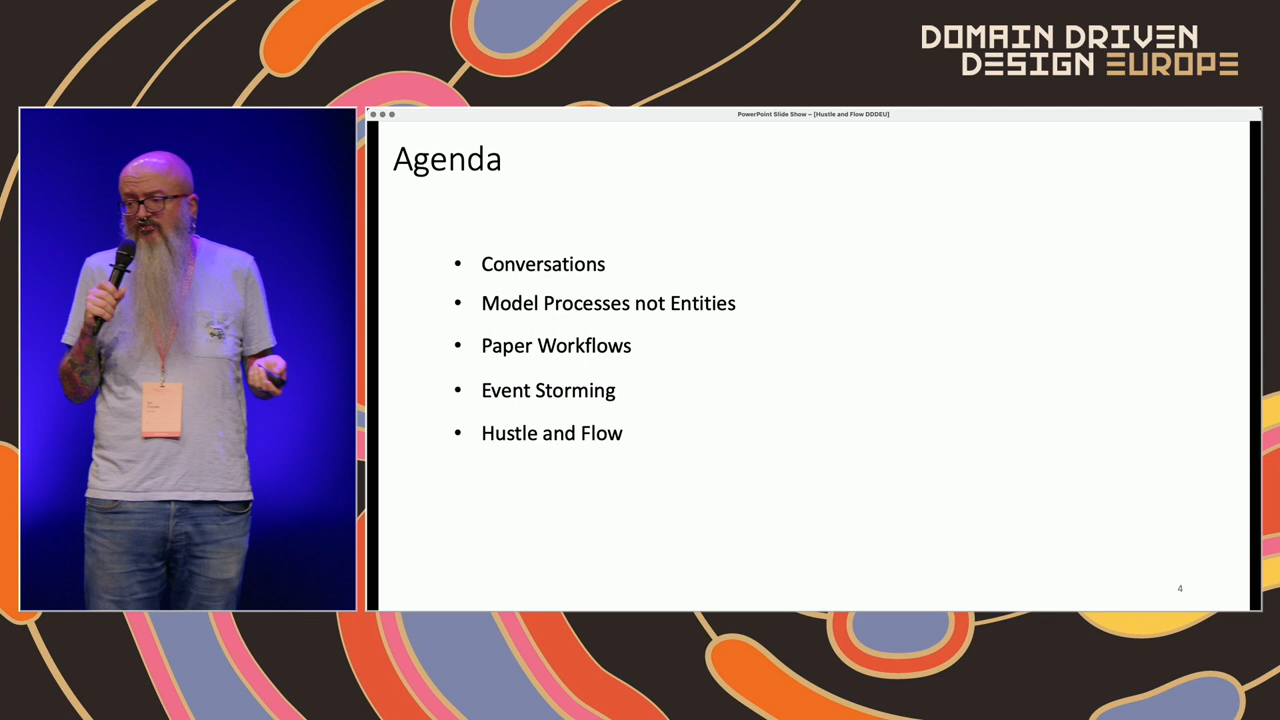 DOMAIN DRIVEN
DESIGN EUROPE
PowerPoint Slide Show – [Hustle and Flow DDDEU]
Agenda
• Conversations
• Model Processes not Entities
• Paper Workflows
• Event Storming
• Hustle and Flow
4